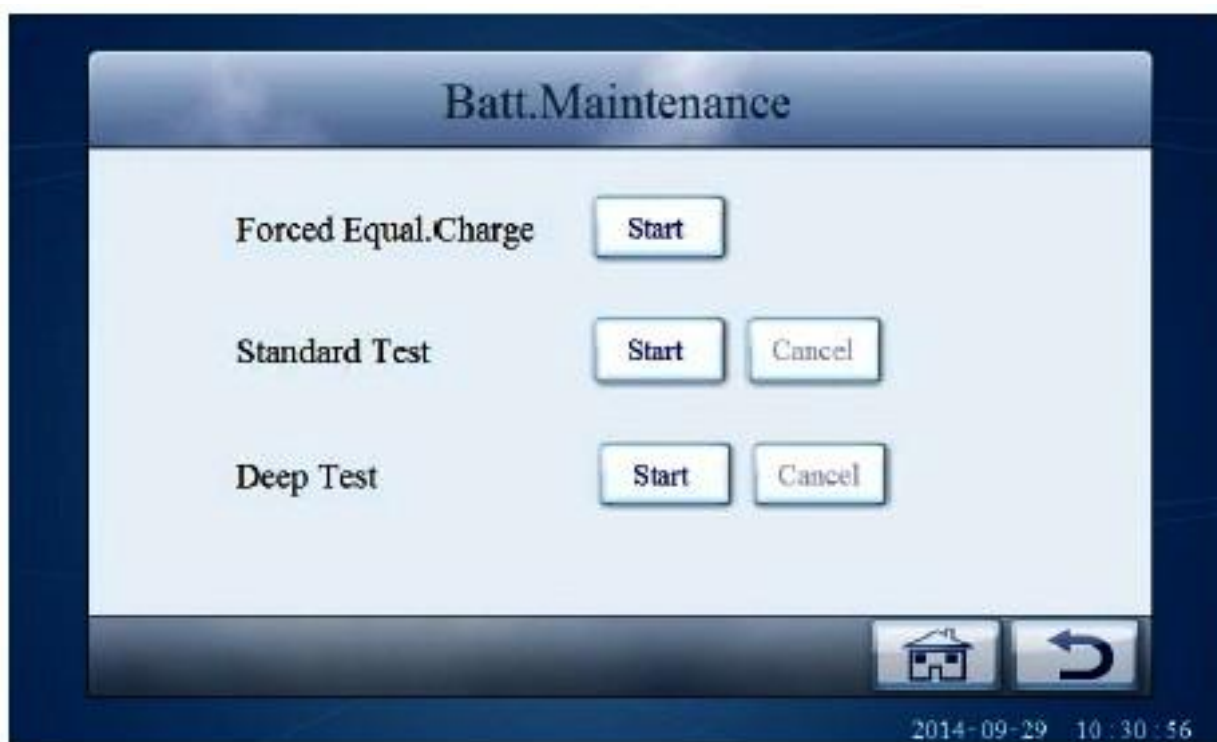 Batt.Maintenance
Forced Equal.Charge Start
Standard Test Start Cancel
Deep Test Start Cancel
2014-09-29 10:30:56